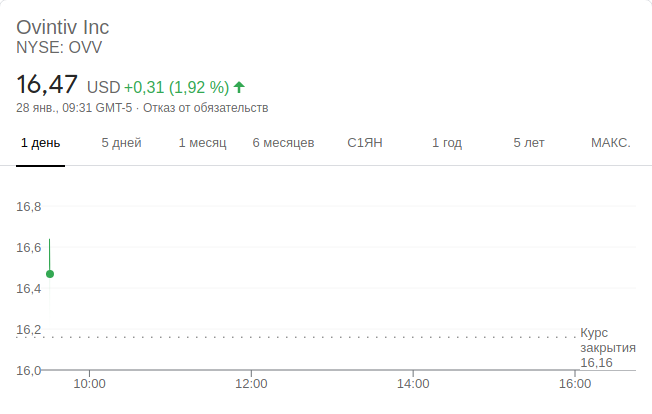 Ovintiv Inc
NYSE: OVV
16,47 USD +0,31 (1,92 %)
28 янв., 09:31 GMT-5 · Отказ от обязательств
1 день 5 дней 1 месяц 6 месяцев С1ЯН 1 год 5 лет МАКС.
16,8
16,6
16,4
16,2
Курс
закрытия
16,16
16,0
10:00 12:00 14:00 16:00